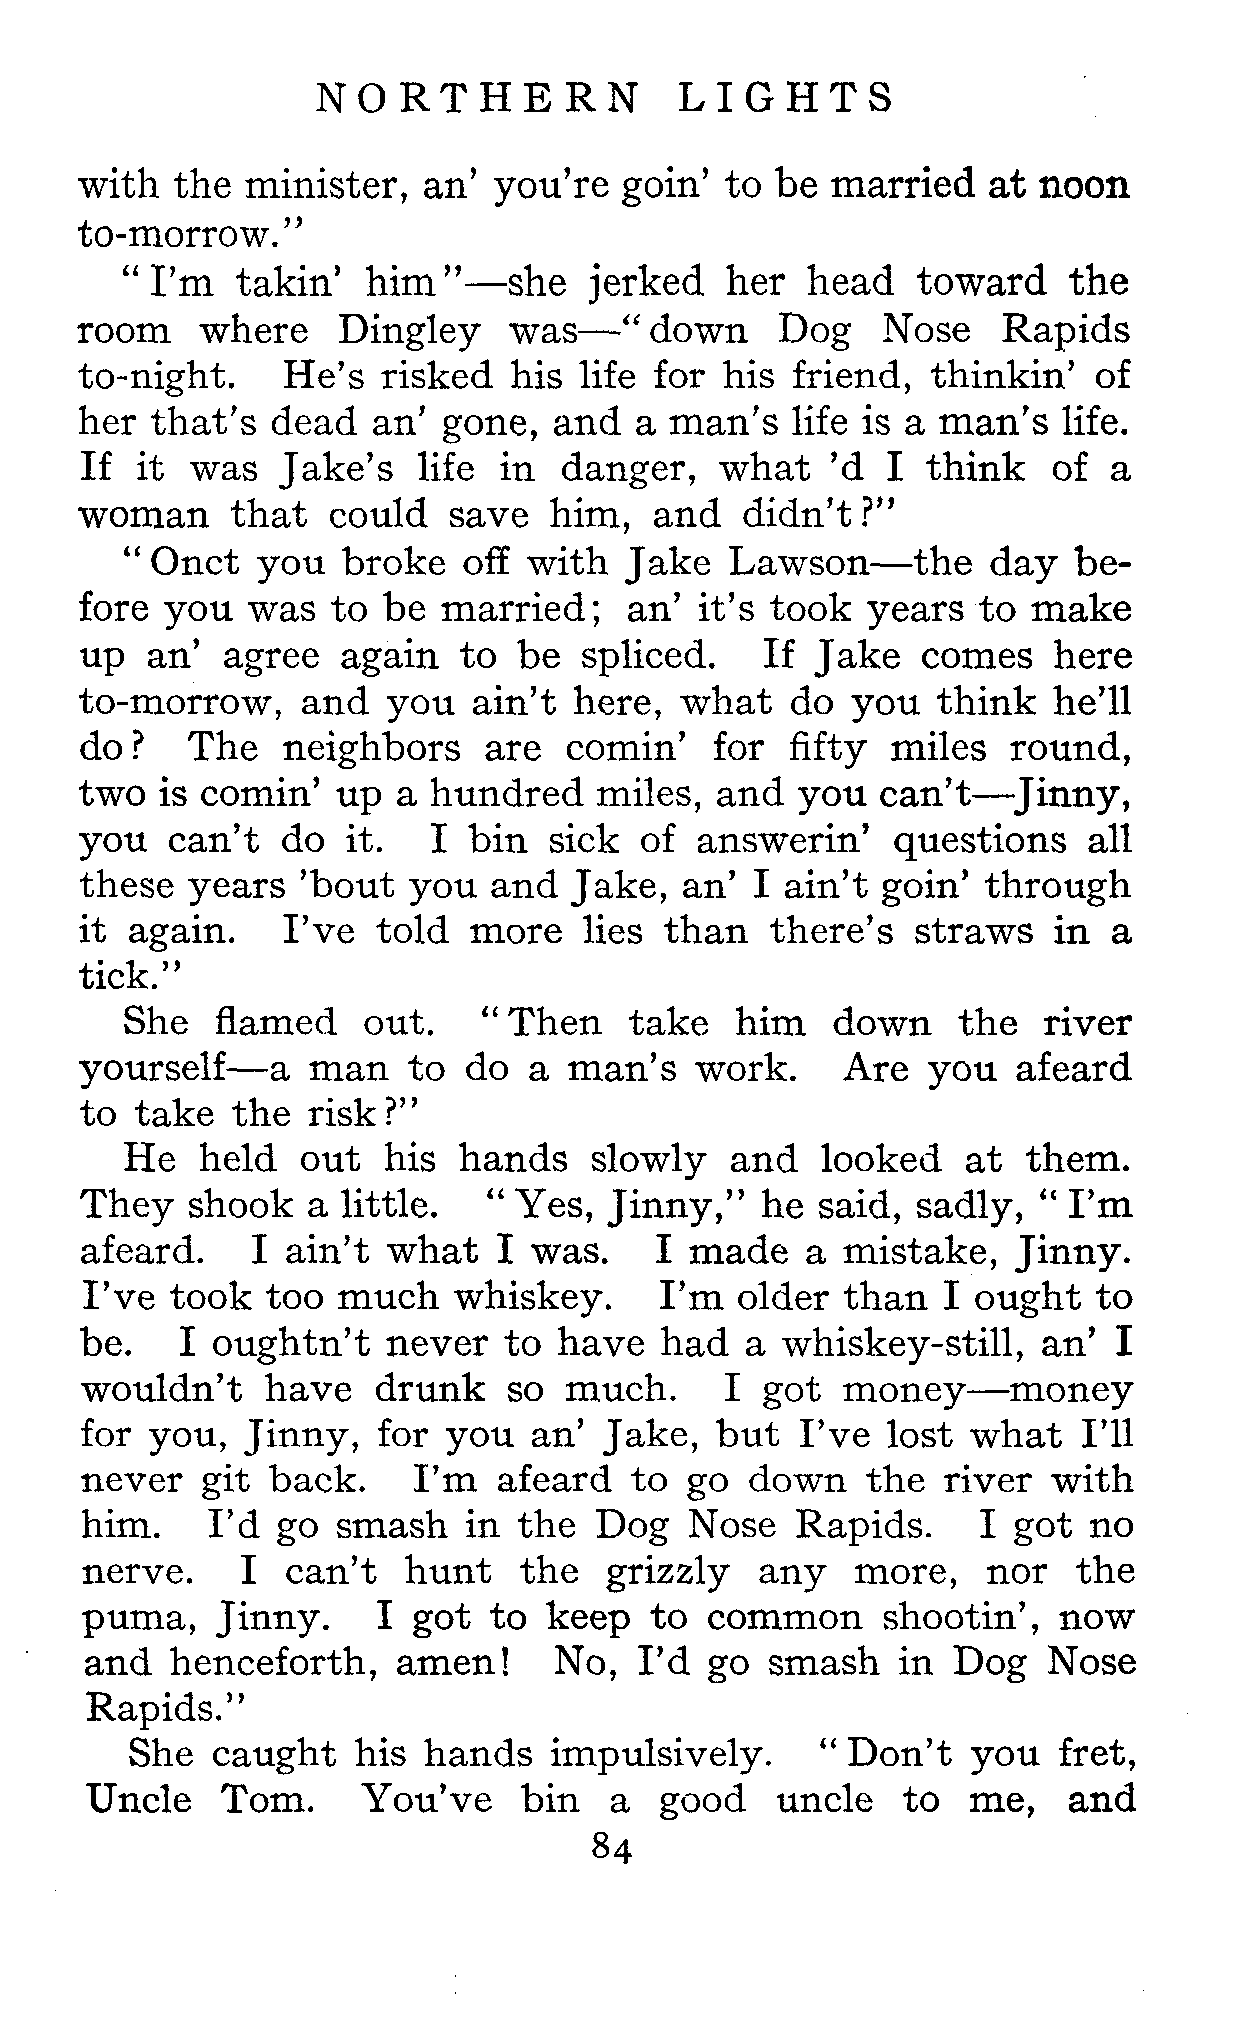 NORTHERN LIGHTS
with the minister, an' you're goin' to be married at noon
to-morrow."
"I'm takin' him"—she jerked her head toward the
room where Dingley was—"down Dog Nose Rapids
to-night. He's risked his life for his friend, thinkin' of
her that's dead an' gone, and a man's life is a man's life.
If it was Jake's life in danger, what 'd I think of a
woman that could save him, and didn't?"
"Onct you broke off with Jake Lawson—the day be-
fore you was to be married; an' it's took years to make
up an' agree again to be spliced. If Jake comes here
to-morrow, and you ain't here, what do you think he'll
do? The neighbors are comin' for fifty miles round,
two is comin' up a hundred miles, and you can't—Jinny,
you can't do it. I bin sick of answerin' questions all
these years 'bout you and Jake, an' I ain't goin' through
it again. I've told more lies than there's straws in a
tick."
She flamed out. "Then take him down the river
yourself—a man to do a man's work. Are you afeard
to take the risk?"
He held out his hands slowly and looked at them.
They shook a little. "Yes, Jinny," he said, sadly, "I'm
afeard. I ain't what I was. I made a mistake, Jinny.
I've took too much whiskey. I'm older than I ought to
be. I oughtn't never to have had a whiskey-still, an' I
wouldn't have drunk so much. I got money—money
for you, Jinny, for you an' Jake, but I've lost what I'll
never git back. I'm afeard to go down the river with
him. I'd go smash in the Dog Nose Rapids. I got no
nerve. I can't hunt the grizzly any more, nor the
puma, Jinny. I got to keep to common shootin', now
and henceforth, amen! No, I'd go smash in Dog Nose
Rapids."
She caught his hands impulsively. "Don't you fret,
Uncle Tom. You've bin a good uncle to me, and
84